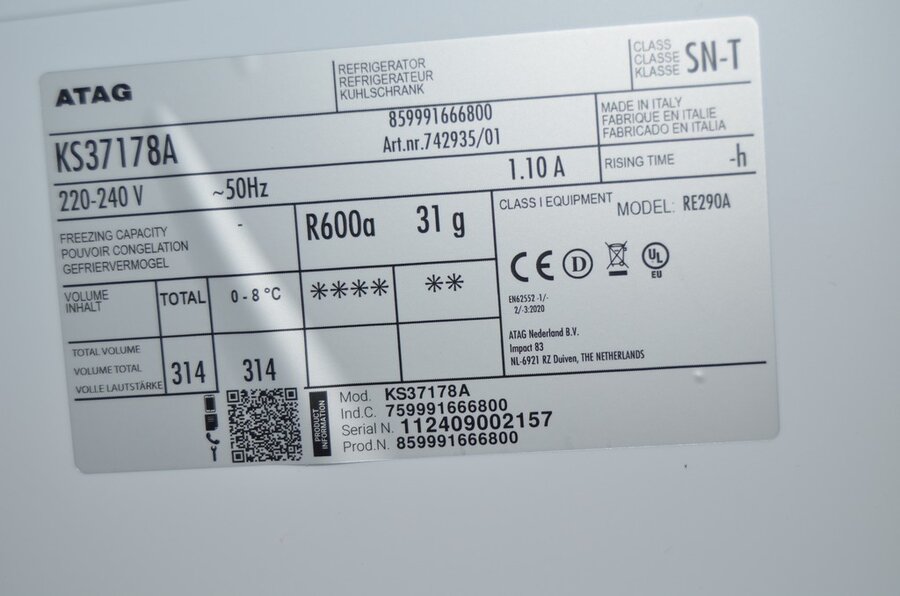 ATAG
REFRIGERATOR
REFRIGERATEUR
KUHLSCHRANK
CLASS
CLASSE
KLASSE
SN-T
KS37178A
859991666800
Art.nr.742935/01
MADE IN ITALY
FABRIQUE EN ITALIE
FABRICADO EN ITALIA
220-240 V
~50Hz
1.10 A
RISING TIME
-h
FREEZING CAPACITY
POUVOIR CONGELATION
GEFRIERVERMOGEL
-
R600a
31 g
CLASS I EQUIPMENT
MODEL: RE290A
CE
D
UL
EU
EN62552 -1/-
2/-3:2020
VOLUME
INHALT
TOTAL
0 - 8 °C
****
**
TOTAL VOLUME
VOLUME TOTAL
VOLLE LAUTSTÄRKE
314
314
ATAG Nederland B.V.
Impact 83
NL-6921 RZ Duiven, THE NETHERLANDS
PRODUCT
INFORMATION
Mod. KS37178A
Ind.C. 759991666800
Serial N. 112409002157
Prod.N. 859991666800